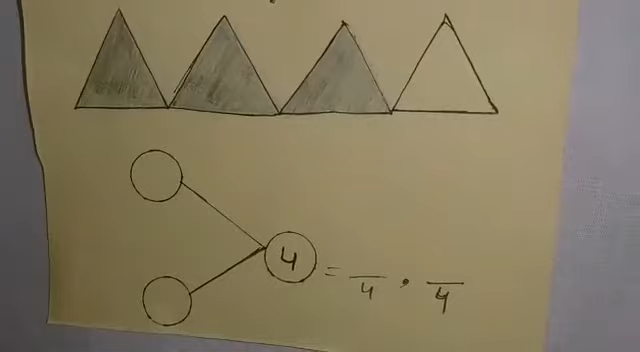 4 = —/4 . —/4